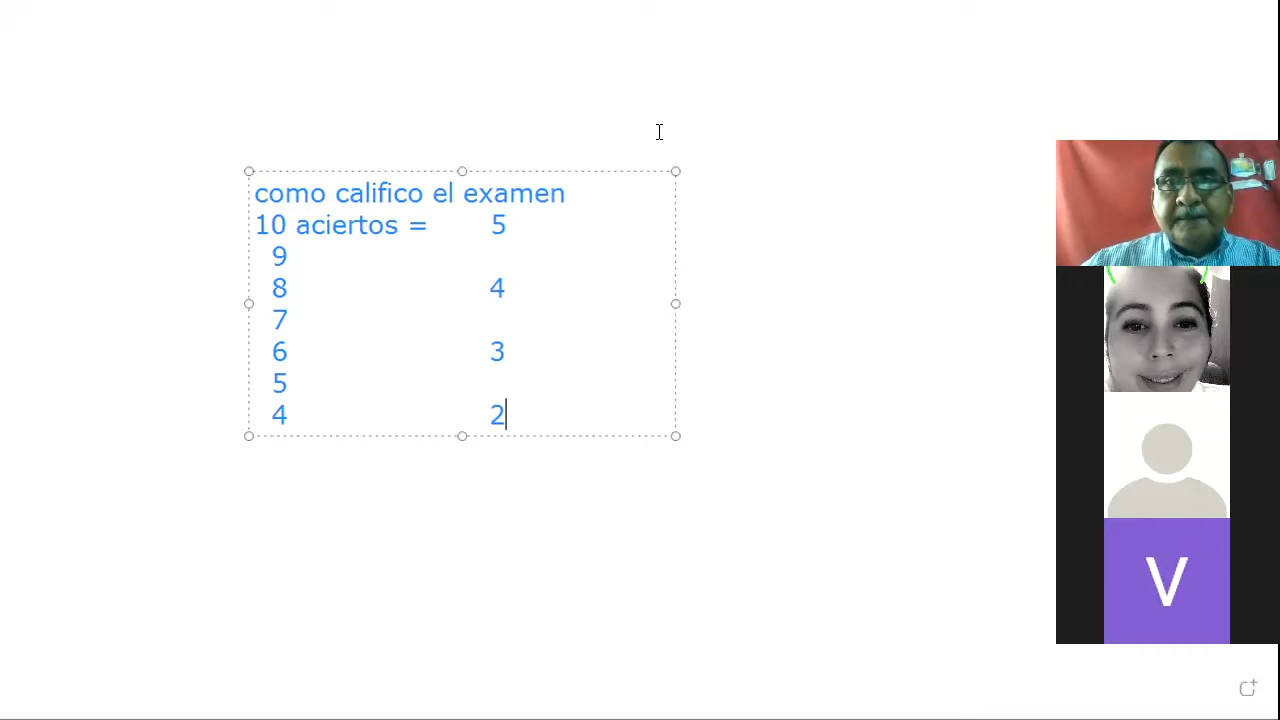 como califico el examen
10 aciertos = 5
9
8 4
7
6 3
5
4 2
V